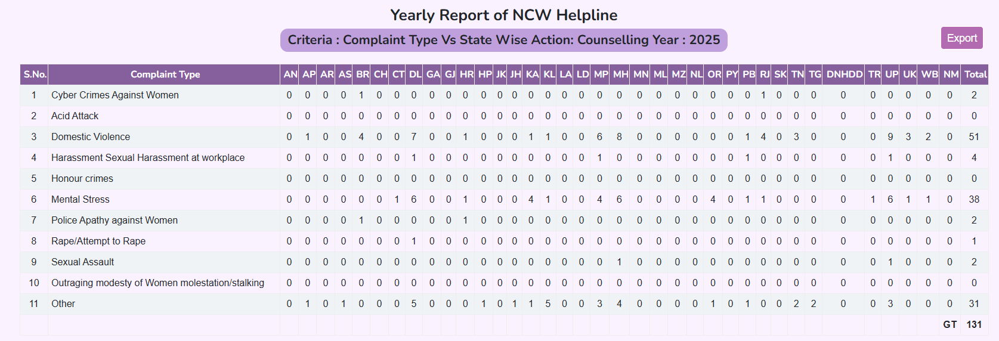 Yearly Report of NCW Helpline
Criteria : Complaint Type Vs State Wise Action: Counselling Year : 2025
Export
S.No. Complaint Type AN AP AR AS BR CH CT DL GA GJ HR HP JK JH KA KL LA LD MP MH MN ML MZ NL OR PY PB RJ SK TN TG DNHDD TR UP UK WB NM Total
1 Cyber Crimes Against Women 0 0 0 0 1 0 0 0 0 0 0 0 0 0 0 0 0 0 0 0 0 0 0 0 0 0 0 1 0 0 0 0 0 0 0 0 0 2
2 Acid Attack 0 0 0 0 0 0 0 0 0 0 0 0 0 0 0 0 0 0 0 0 0 0 0 0 0 0 0 0 0 0 0 0 0 0 0 0 0 0
3 Domestic Violence 0 1 0 0 4 0 0 7 0 0 1 0 0 0 1 1 0 0 6 8 0 0 0 0 0 0 1 4 0 3 0 0 0 9 3 2 0 51
4 Harassment Sexual Harassment at workplace 0 0 0 0 0 0 0 1 0 0 0 0 0 0 0 0 0 0 1 0 0 0 0 0 0 0 1 0 0 0 0 0 0 1 0 0 0 4
5 Honour crimes 0 0 0 0 0 0 0 0 0 0 0 0 0 0 0 0 0 0 0 0 0 0 0 0 0 0 0 0 0 0 0 0 0 0 0 0 0 0
6 Mental Stress 0 0 0 0 0 0 1 6 0 0 1 0 0 0 4 1 0 0 4 6 0 0 0 0 4 0 1 1 0 0 0 0 1 6 1 1 0 38
7 Police Apathy against Women 0 0 0 0 1 0 0 0 0 0 1 0 0 0 0 0 0 0 0 0 0 0 0 0 0 0 0 0 0 0 0 0 0 0 0 0 0 2
8 Rape/Attempt to Rape 0 0 0 0 0 0 0 1 0 0 0 0 0 0 0 0 0 0 0 0 0 0 0 0 0 0 0 0 0 0 0 0 0 0 0 0 0 1
9 Sexual Assault 0 0 0 0 0 0 0 0 0 0 0 0 0 0 0 0 0 0 0 1 0 0 0 0 0 0 0 0 0 0 0 0 0 1 0 0 0 2
10 Outraging modesty of Women molestation/stalking 0 0 0 0 0 0 0 0 0 0 0 0 0 0 0 0 0 0 0 0 0 0 0 0 0 0 0 0 0 0 0 0 0 0 0 0 0 0
11 Other 0 1 0 1 0 0 0 5 0 0 0 1 0 1 1 5 0 0 3 4 0 0 0 0 1 0 1 0 0 2 2 0 0 3 0 0 0 31
GT 131